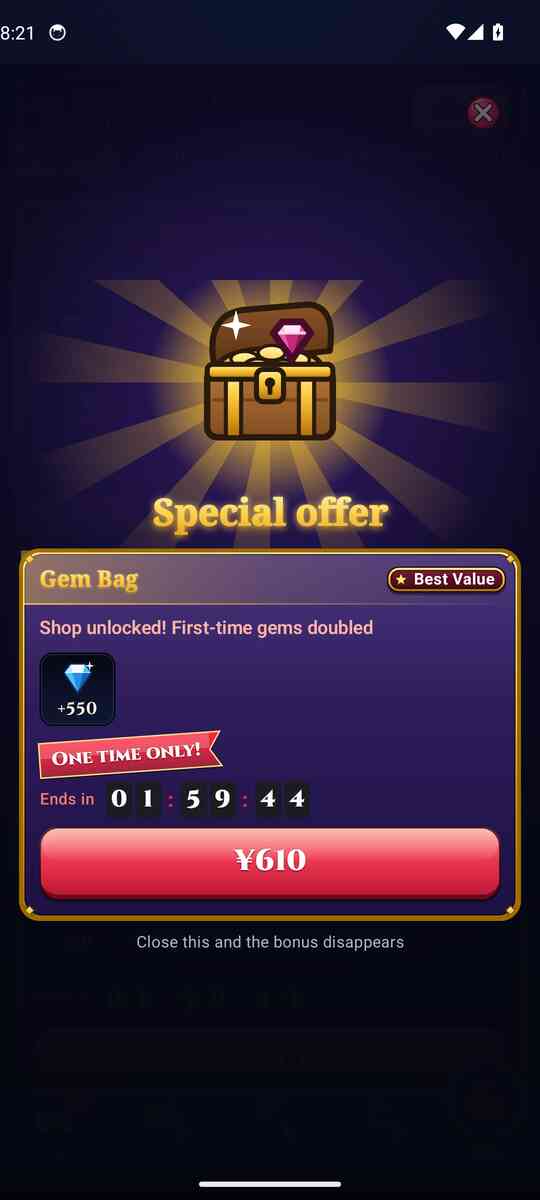 8:21
Special offer
Gem Bag
Best Value
Shop unlocked! First-time gems doubled
+550
ONE TIME ONLY!
Ends in 01:59:44
¥610
Close this and the bonus disappears